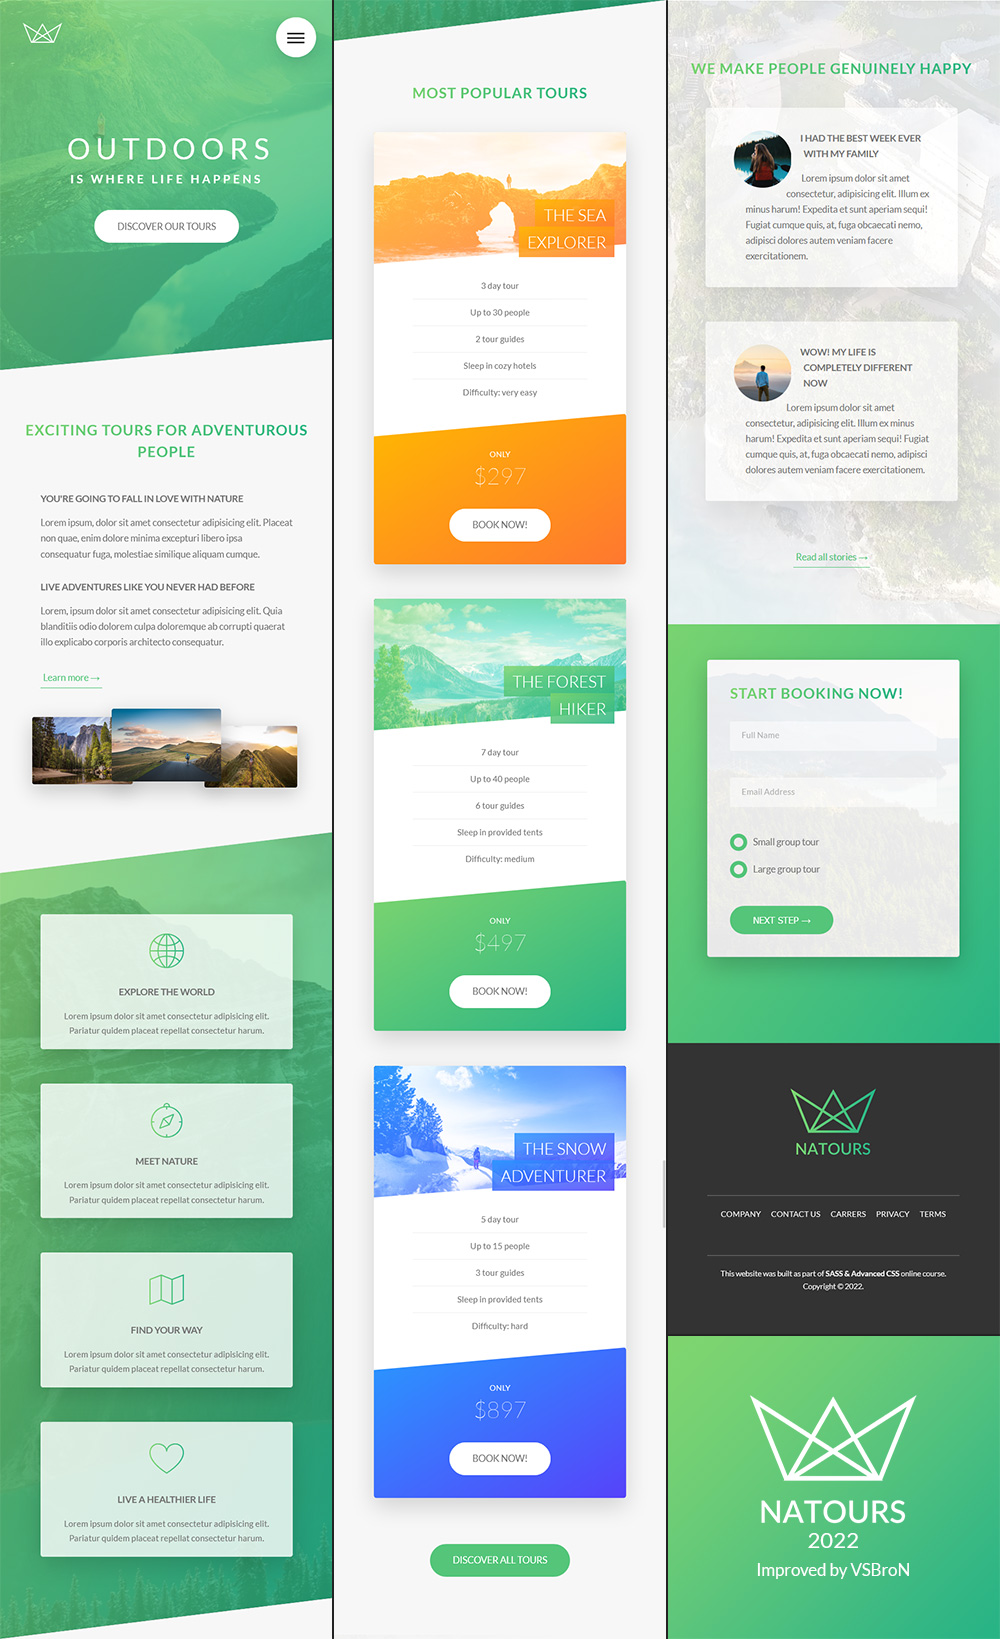 OUTDOORS
IS WHERE LIFE HAPPENS
DISCOVER OUR TOURS
EXCITING TOURS FOR ADVENTUROUS
PEOPLE
YOU'RE GOING TO FALL IN LOVE WITH NATURE
Lorem ipsum, dolor sit amet consectetur adipisicing elit. Placeat
non quae, enim dolore minima excepturi libero ipsa
consequatur fuga, molestiae similique aliquam cumque.
LIVE ADVENTURES LIKE YOU NEVER HAD BEFORE
Lorem, ipsum dolor sit amet consectetur adipisicing elit. Quia
blanditiis odio dolorem culpa doloremque ab corrupti quaerat
illo explicabo corporis architecto consequatur.
Learn more →
EXPLORE THE WORLD
Lorem ipsum dolor sit amet consectetur adipisicing elit.
Pariatur quidem placeat repellat consectetur harum.
MEET NATURE
Lorem ipsum dolor sit amet consectetur adipisicing elit.
Pariatur quidem placeat repellat consectetur harum.
FIND YOUR WAY
Lorem ipsum dolor sit amet consectetur adipisicing elit.
Pariatur quidem placeat repellat consectetur harum.
LIVE A HEALTHIER LIFE
Lorem ipsum dolor sit amet consectetur adipisicing elit.
Pariatur quidem placeat repellat consectetur harum.
MOST POPULAR TOURS
THE SEA
EXPLORER
3 day tour
Up to 30 people
2 tour guides
Sleep in cozy hotels
Difficulty: very easy
ONLY
$297
BOOK NOW!
THE FOREST
HIKER
7 day tour
Up to 40 people
6 tour guides
Sleep in provided tents
Difficulty: medium
ONLY
$497
BOOK NOW!
THE SNOW
ADVENTURER
5 day tour
Up to 15 people
3 tour guides
Sleep in provided tents
Difficulty: hard
ONLY
$897
BOOK NOW!
DISCOVER ALL TOURS
WE MAKE PEOPLE GENUINELY HAPPY
I HAD THE BEST WEEK EVER
WITH MY FAMILY
Lorem ipsum dolor sit amet
consectetur, adipisicing elit. Illum ex
minus harum! Expedita et sunt aperiam sequi!
Fugiat cumque quis, at, fuga obcaecati nemo,
adipisci dolores autem veniam facere
exercitationem.
WOW! MY LIFE IS
COMPLETELY DIFFERENT
NOW
Lorem ipsum dolor sit amet
consectetur, adipisicing elit. Illum ex minus
harum! Expedita et sunt aperiam sequi! Fugiat
cumque quis, at, fuga obcaecati nemo, adipisci
dolores autem veniam facere exercitationem.
Read all stories →
START BOOKING NOW!
Full Name
Email Address
Small group tour
Large group tour
NEXT STEP →
NATOURS
COMPANY CONTACT US CARRERS PRIVACY TERMS
This website was built as part of SASS & Advanced CSS online course.
Copyright © 2022.
NATOURS
2022
Improved by VSBroN